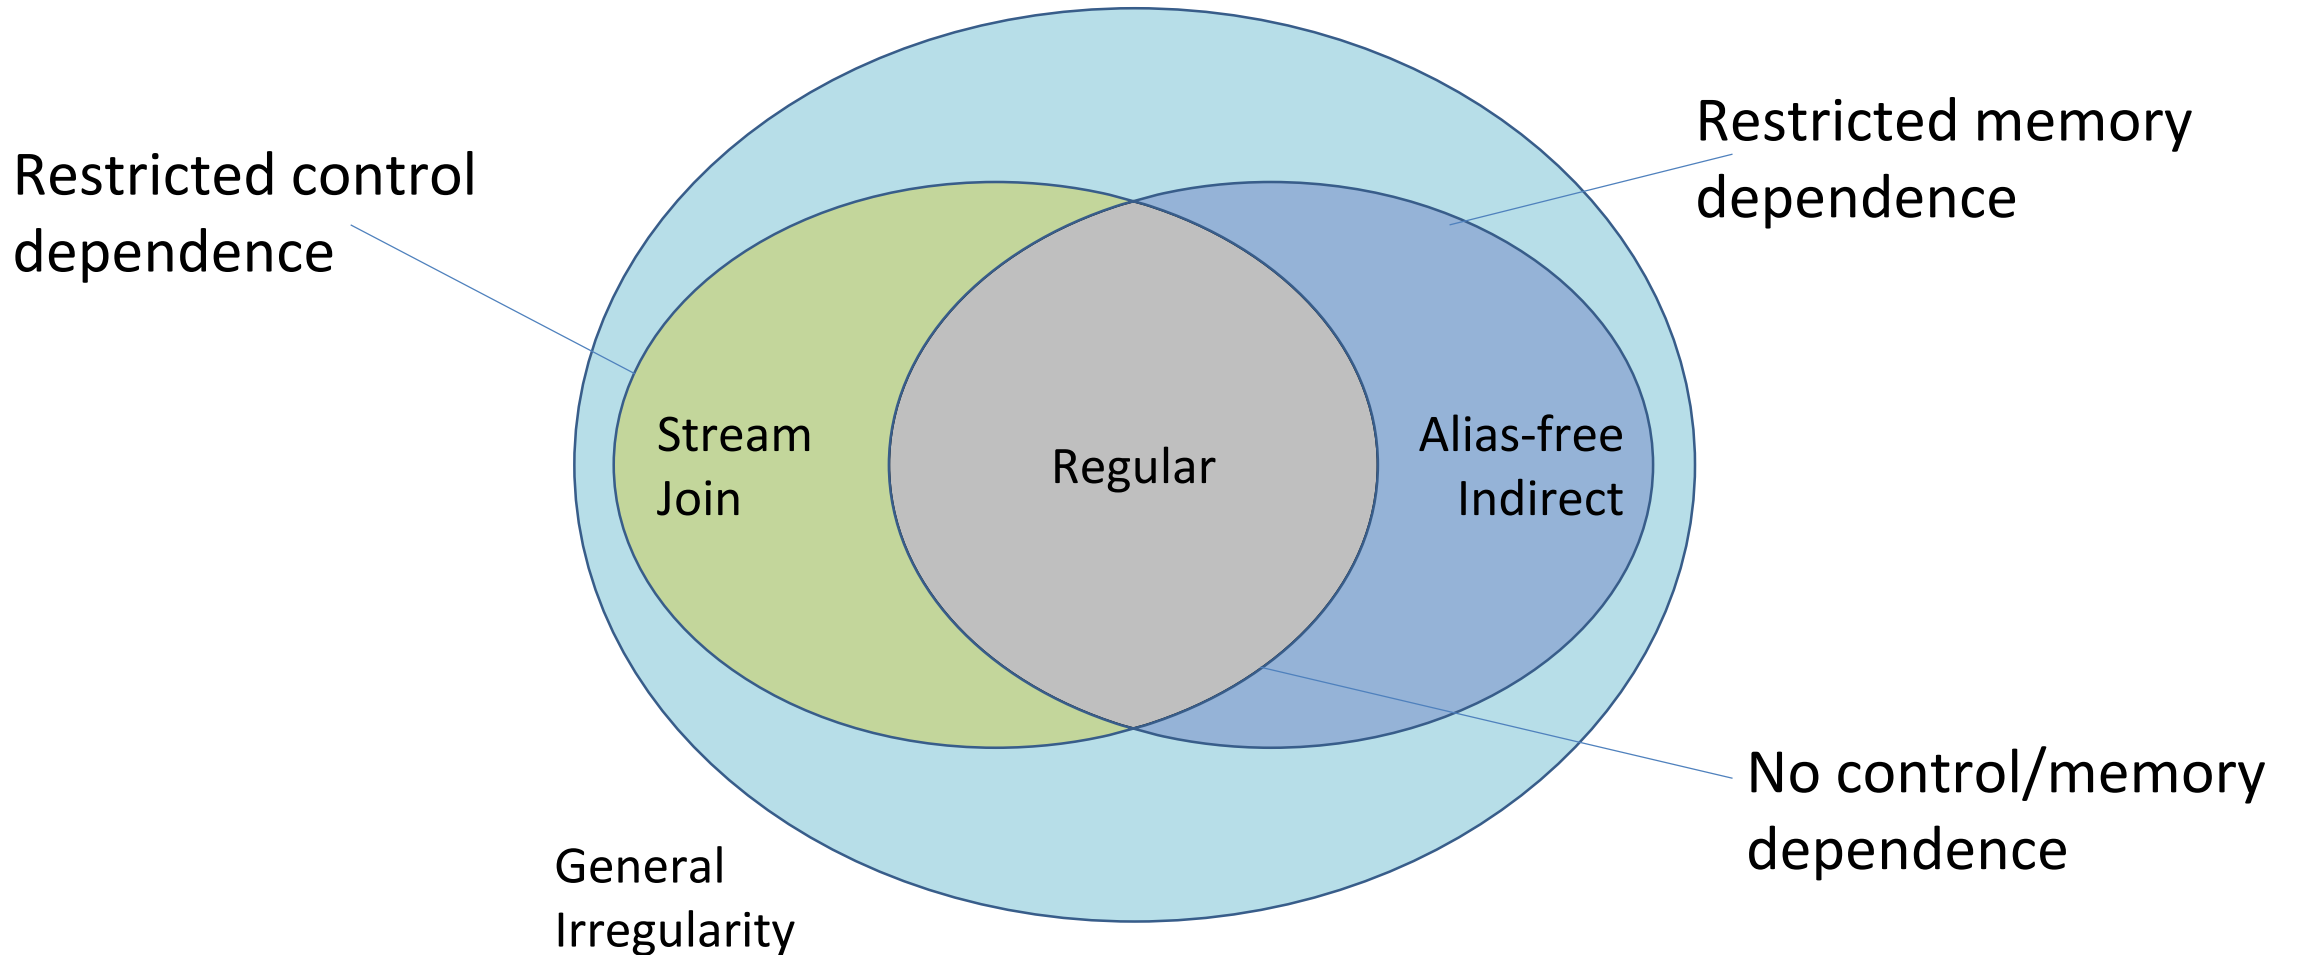 Restricted control
dependence
Restricted memory
dependence
Stream
Join
Regular
Alias-free
Indirect
No control/memory
dependence
General
Irregularity